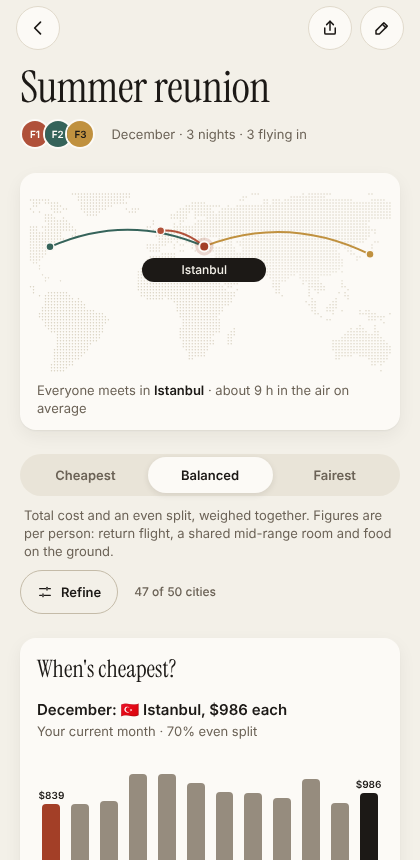 Summer reunion
F1 F2 F3 December · 3 nights · 3 flying in
Istanbul
Everyone meets in Istanbul · about 9 h in the air on
average
Cheapest Balanced Fairest
Total cost and an even split, weighed together. Figures are
per person: return flight, a shared mid-range room and food
on the ground.
Refine 47 of 50 cities
When's cheapest?
December: 🇹🇷 Istanbul, $986 each
Your current month · 70% even split
$839 $986